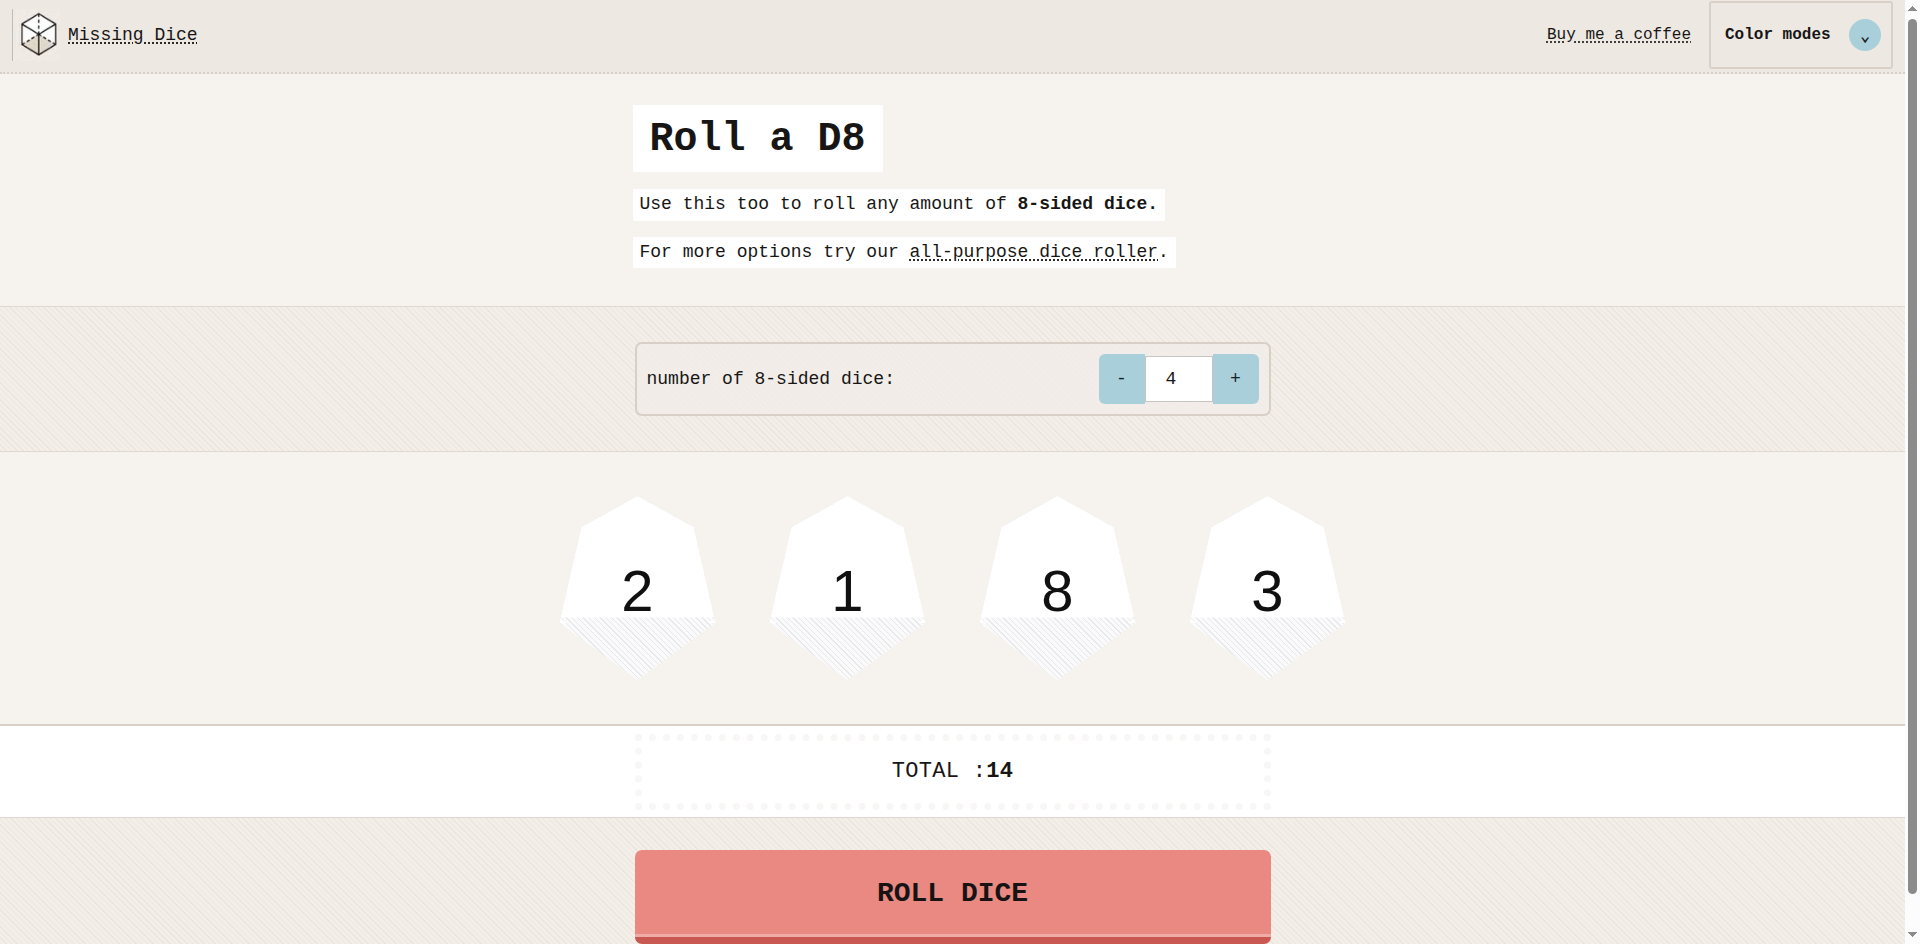 Missing Dice
Buy me a coffee
Color modes
Roll a D8
Use this too to roll any amount of 8-sided dice.
For more options try our all-purpose dice roller.
number of 8-sided dice:
- 4 +
2 1 8 3
TOTAL :14
ROLL DICE